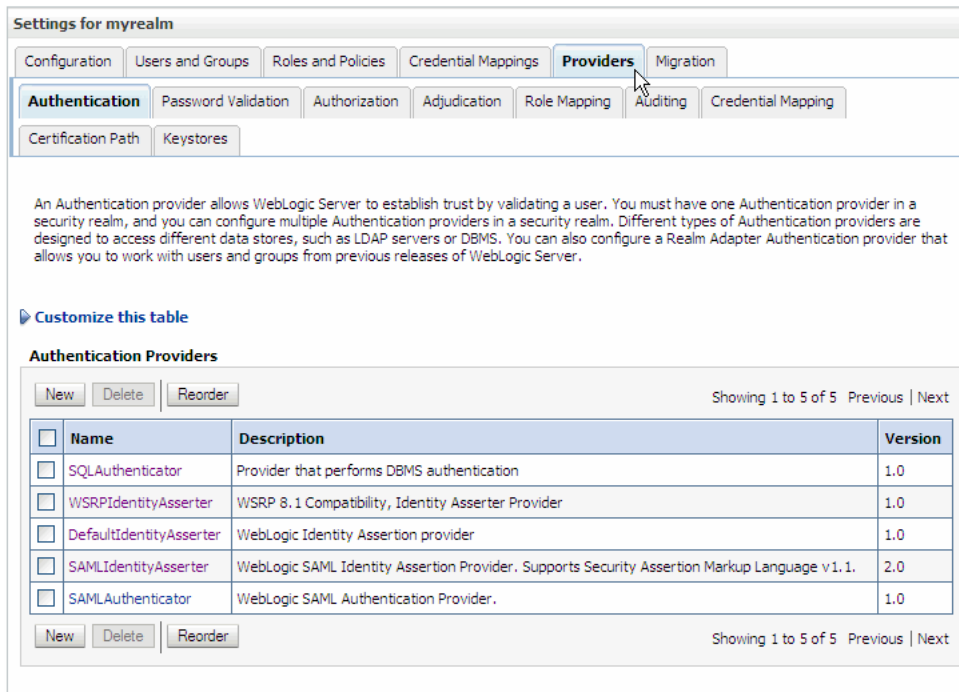 Settings for myrealm
Configuration Users and Groups Roles and Policies Credential Mappings Providers Migration
Authentication Password Validation Authorization Adjudication Role Mapping Auditing Credential Mapping
Certification Path Keystores
An Authentication provider allows WebLogic Server to establish trust by validating a user. You must have one Authentication provider in a
security realm, and you can configure multiple Authentication providers in a security realm. Different types of Authentication providers are
designed to access different data stores, such as LDAP servers or DBMS. You can also configure a Realm Adapter Authentication provider that
allows you to work with users and groups from previous releases of WebLogic Server.
Customize this table
Authentication Providers
New Delete Reorder Showing 1 to 5 of 5 Previous | Next
Name Description Version
SQLAuthenticator Provider that performs DBMS authentication 1.0
WSRPIdentityAsserter WSRP 8.1 Compatibility, Identity Asserter Provider 1.0
DefaultIdentityAsserter WebLogic Identity Assertion provider 1.0
SAMLIdentityAsserter WebLogic SAML Identity Assertion Provider. Supports Security Assertion Markup Language v1.1. 2.0
SAMLAuthenticator WebLogic SAML Authentication Provider. 1.0
New Delete Reorder Showing 1 to 5 of 5 Previous | Next